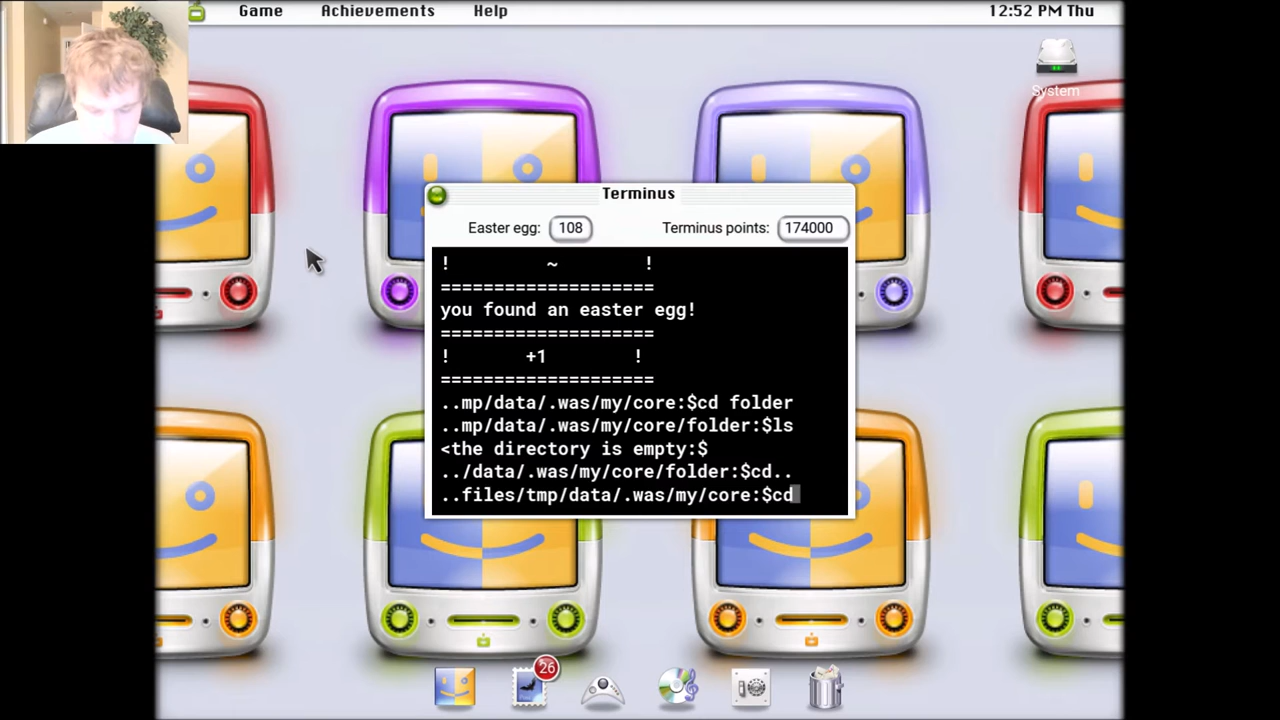 Game Achievements Help 12:52 PM Thu
System
Terminus
Easter egg: 108 Terminus points: 174000
! ~ !
====================
you found an easter egg!
====================
! +1 !
====================
..mp/data/.was/my/core:$cd folder
..mp/data/.was/my/core/folder:$ls
<the directory is empty:$
../data/.was/my/core/folder:$cd..
..files/tmp/data/.was/my/core:$cd
26